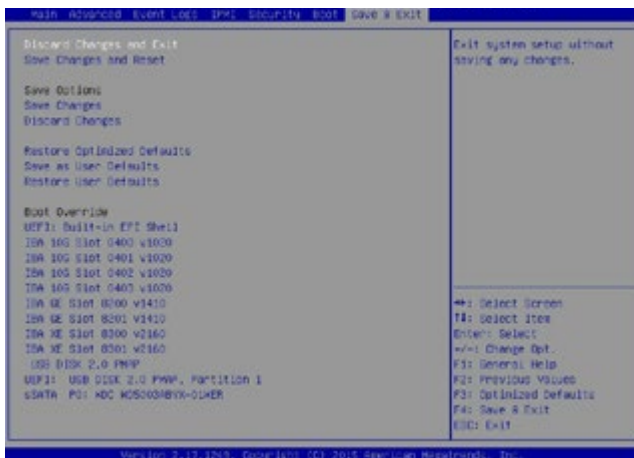 Main Advanced Event Logs IPMI Security Boot Save & Exit
Discard Changes and Exit
Save Changes and Reset
Save Options
Save Changes
Discard Changes
Restore Optimized Defaults
Save as User Defaults
Restore User Defaults
Boot Override
UEFI: Built-in EFI Shell
IBA 10G Slot 0400 v1020
IBA 10G Slot 0401 v1020
IBA 10G Slot 0402 v1020
IBA 10G Slot 0403 v1020
IBA GE Slot 8200 v1410
IBA GE Slot 8201 v1410
IBA XE Slot 8300 v2160
IBA XE Slot 8301 v2160
USB DISK 2.0 PMAP
UEFI: USB DISK 2.0 PMAP, Partition 1
sSATA P0: WDC
Exit system setup without
saving any changes.
↔: Select Screen
↑↓: Select Item
Enter: Select
+/-: Change Opt.
F1: General Help
F2: Previous Values
F3: Optimized Defaults
F4: Save & Exit
ESC: Exit
Version 2.17.1249. Copyright (C) 2015 American Megatrends, Inc.